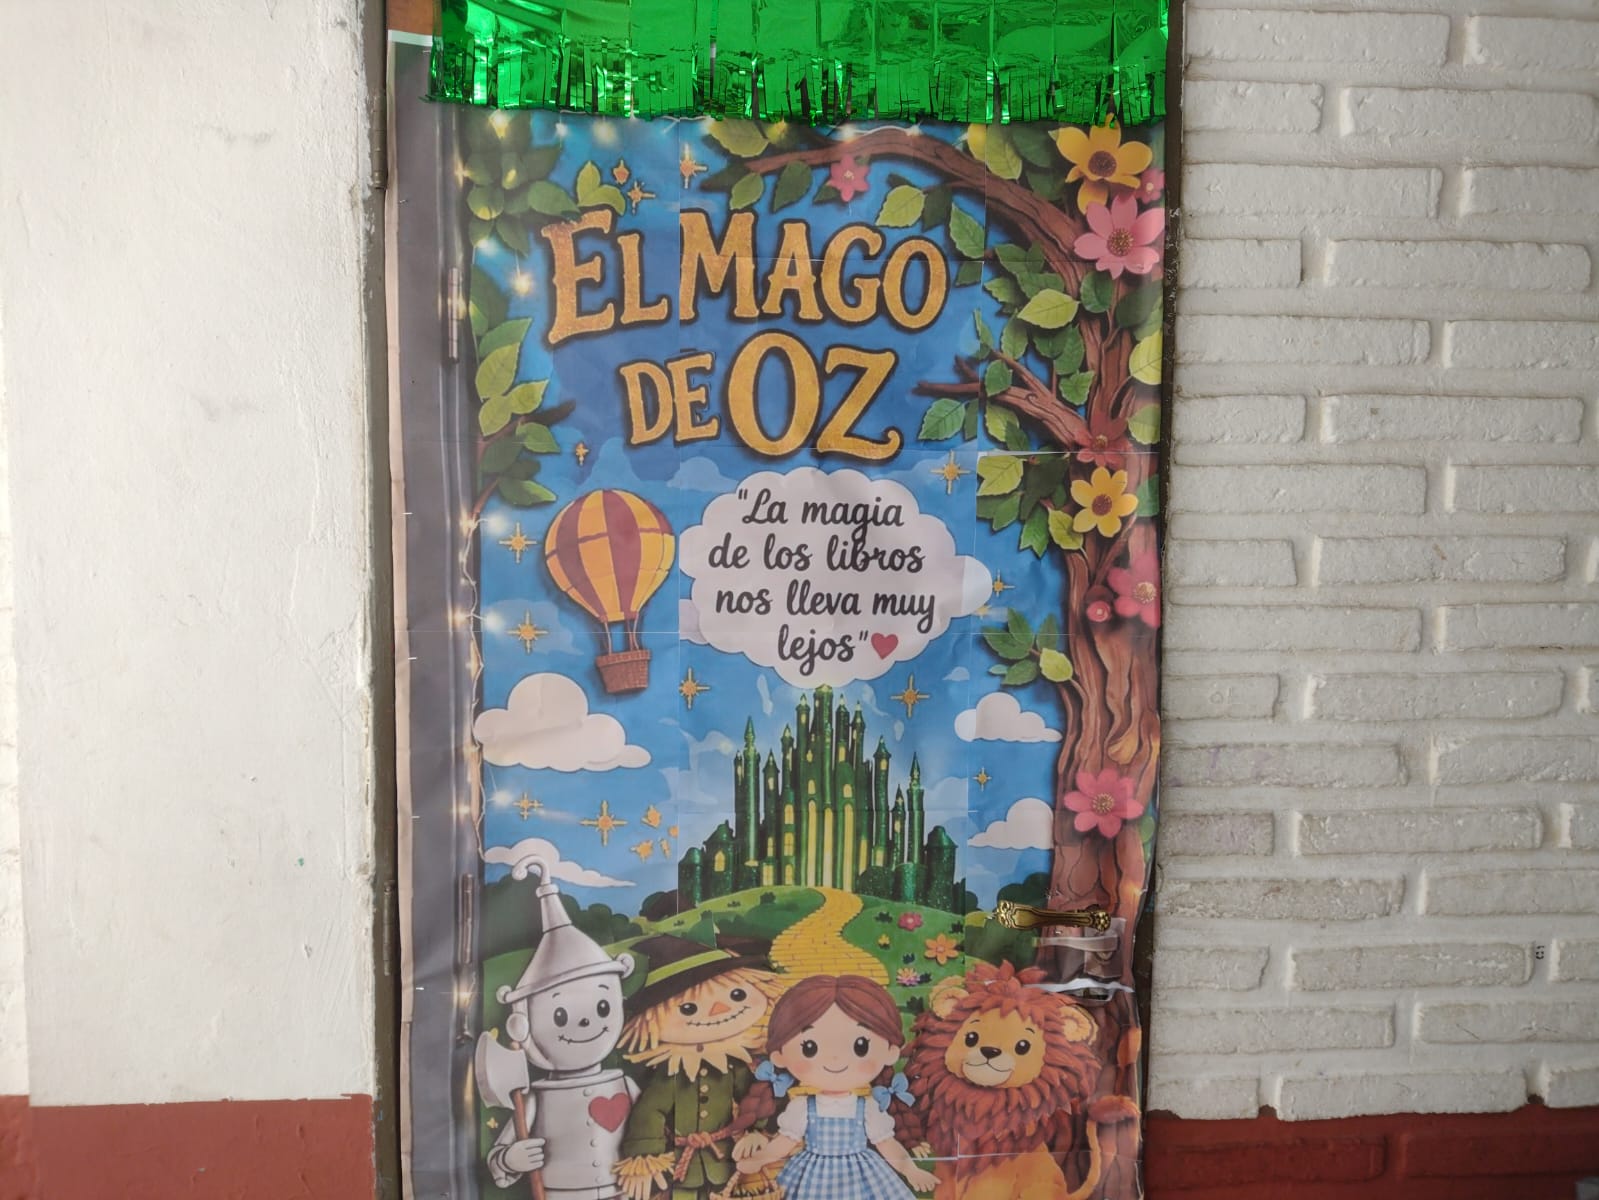 EL MAGO
DE OZ
"La magia
de los libros
nos lleva muy
lejos"